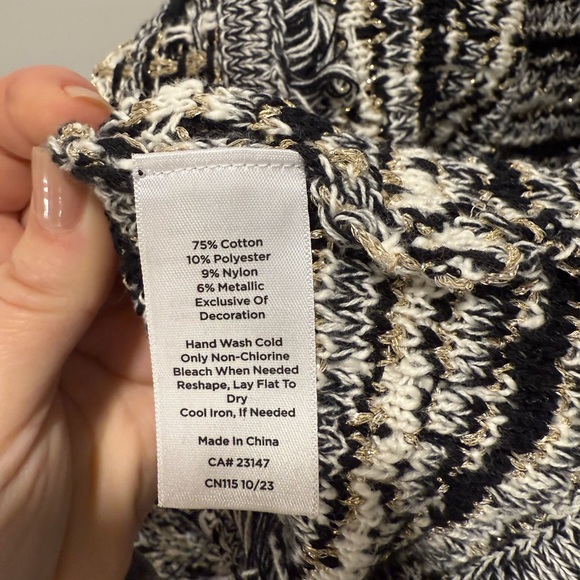 75% Cotton
10% Polyester
9% Nylon
6% Metallic
Exclusive Of
Decoration
Hand Wash Cold
Only Non-Chlorine
Bleach When Needed
Reshape, Lay Flat To
Dry
Cool Iron, If Needed
Made In China
CA# 23147
CN115 10/23